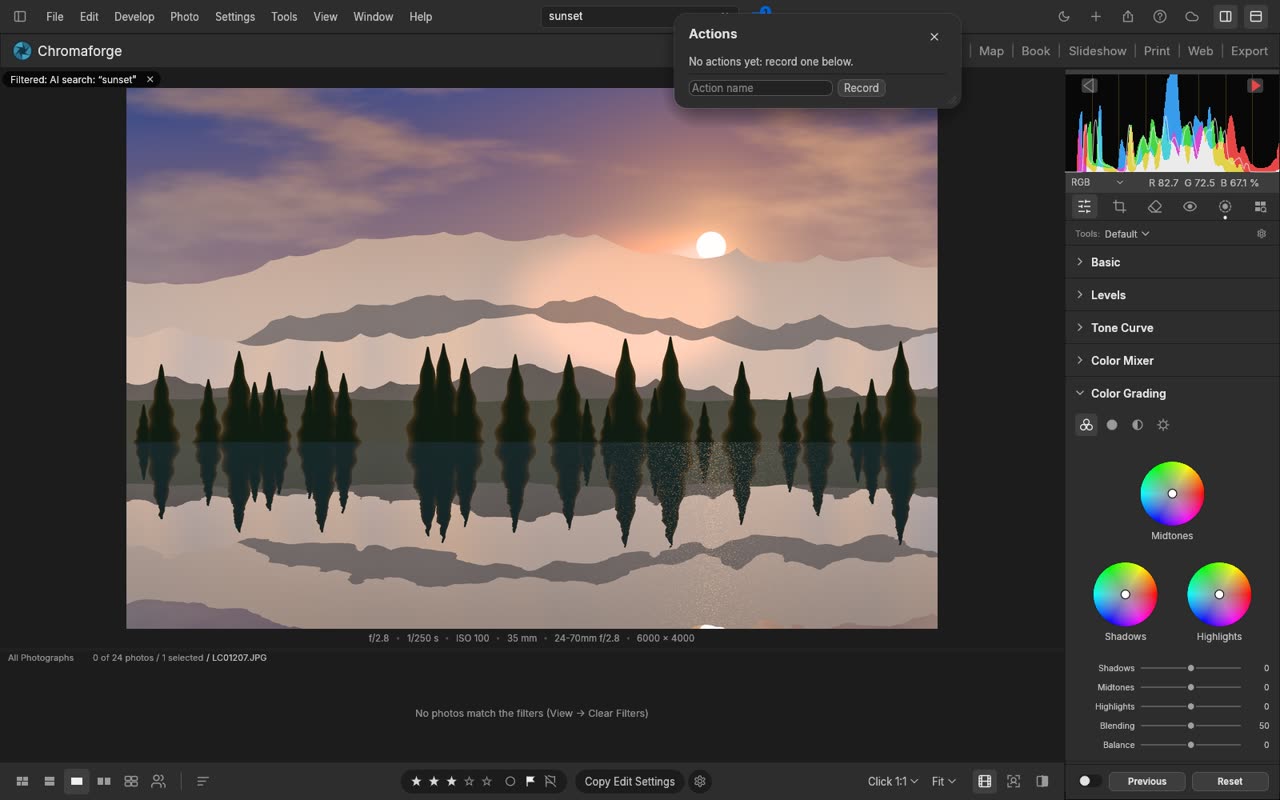 File Edit Develop Photo Settings Tools View Window Help
sunset
Chromaforge
Map Book Slideshow Print Web Export
Filtered: AI search: “sunset”
Actions
No actions yet: record one below.
Action name Record
RGB R 82.7 G 72.5 B 67.1 %
Tools: Default
Basic
Levels
Tone Curve
Color Mixer
Color Grading
Midtones
Shadows Highlights
Shadows 0
Midtones 0
Highlights 0
Blending 50
Balance 0
f/2.8 • 1/250 s • ISO 100 • 35 mm • 24-70mm f/2.8 • 6000 × 4000
All Photographs 0 of 24 photos / 1 selected / LC01207.JPG
No photos match the filters (View → Clear Filters)
Copy Edit Settings Click 1:1 Fit Previous Reset